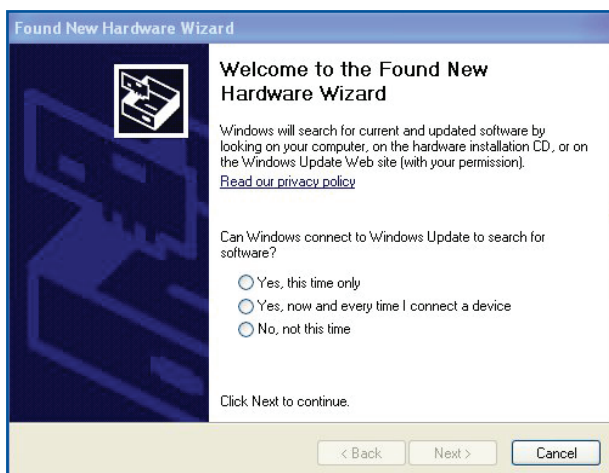 Found New Hardware Wizard
Welcome to the Found New
Hardware Wizard
Windows will search for current and updated software by
looking on your computer, on the hardware installation CD, or on
the Windows Update Web site (with your permission).
Read our privacy policy
Can Windows connect to Windows Update to search for
software?
Yes, this time only
Yes, now and every time I connect a device
No, not this time
Click Next to continue.
< Back
Next >
Cancel